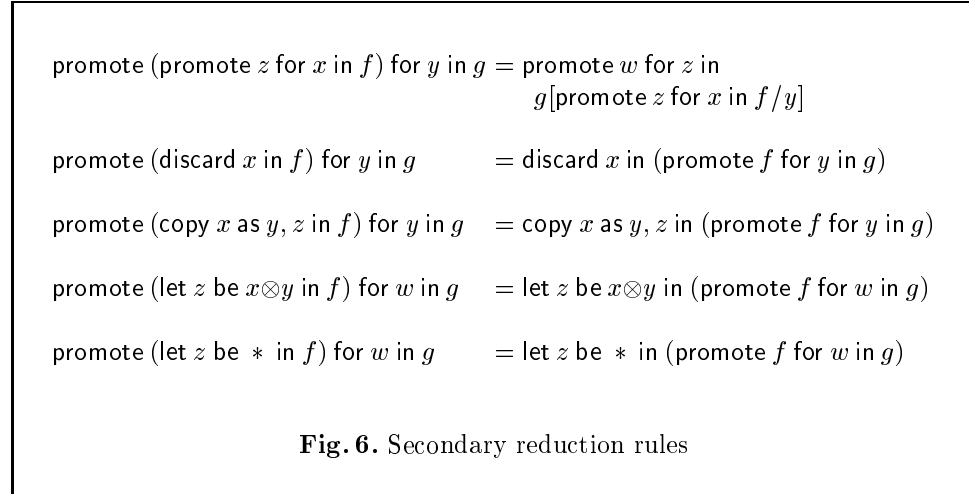 promote (promote z for x in f) for y in g = promote w for z in
g[promote z for x in f/y]
promote (discard x in f) for y in g = discard x in (promote f for y in g)
promote (copy x as y, z in f) for y in g = copy x as y, z in (promote f for y in g)
promote (let z be x⊗y in f) for w in g = let z be x⊗y in (promote f for w in g)
promote (let z be * in f) for w in g = let z be * in (promote f for w in g)
Fig. 6. Secondary reduction rules